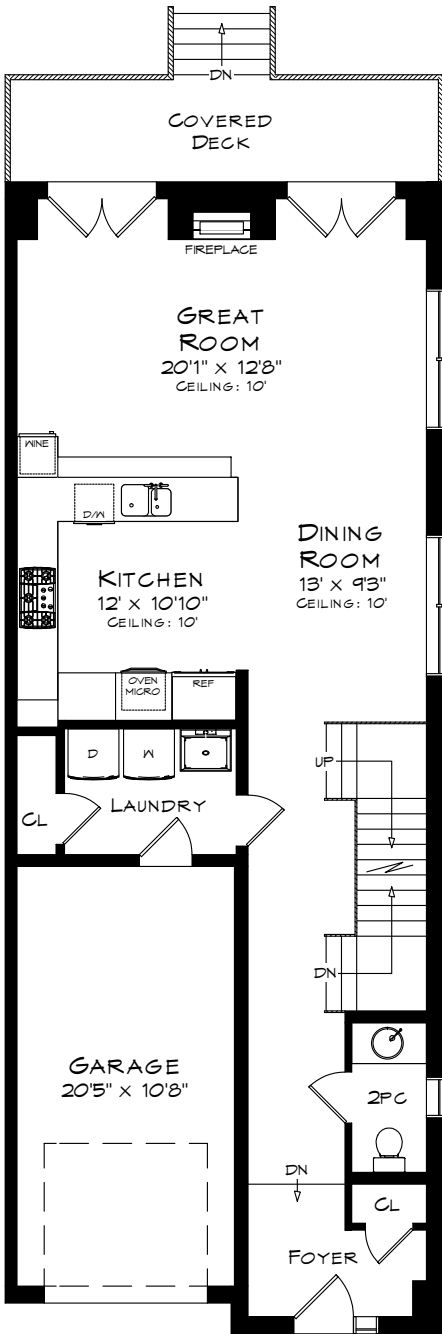 DN
COVERED
DECK
FIREPLACE
GREAT
ROOM
20'1" X 12'8"
CEILING: 10'
WINE
D/W
DINING
ROOM
13' X 9'3"
CEILING: 10'
KITCHEN
12' X 10'10"
CEILING: 10'
OVEN
MICRO
REF
D
W
UP
CL
LAUNDRY
DN
GARAGE
20'5" X 10'8"
2PC
DN
CL
FOYER